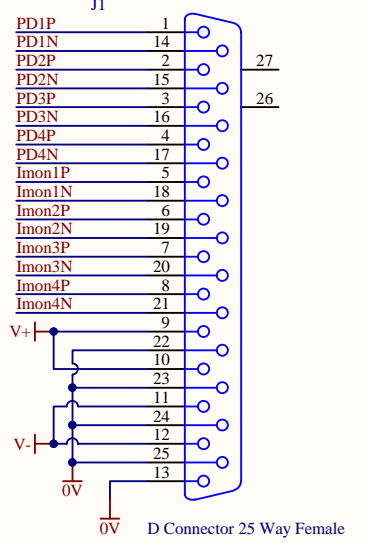 J1
PD1P 1
PD1N 14
PD2P 2
27
PD2N 15
PD3P 3
26
PD3N 16
PD4P 4
PD4N 17
Imon1P 5
Imon1N 18
Imon2P 6
Imon2N 19
Imon3P 7
Imon3N 20
Imon4P 8
Imon4N 21
V+ 9
22
10
23
11
24
V- 12
25
0V 13
0V D Connector 25 Way Female